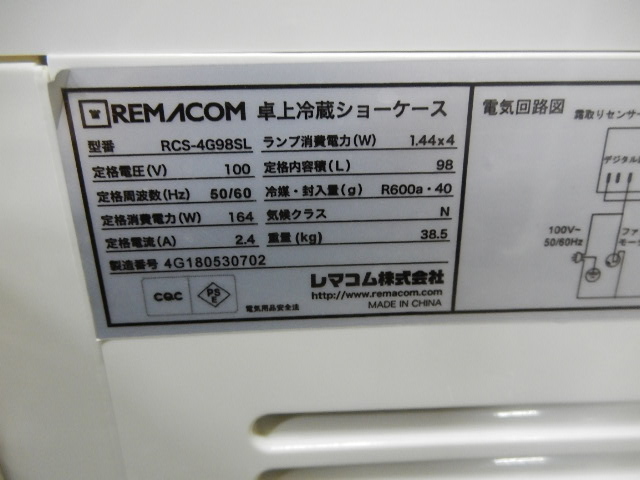 REMACOM 卓上冷蔵ショーケース
型番 RCS-4G98SL ランプ消費電力(W) 1.44x4
定格電圧(V) 100 定格内容積(L) 98
定格周波数(Hz) 50/60 冷媒・封入量(g) R600a・40
定格消費電力(W) 164 気候クラス N
定格電流(A) 2.4 重量(kg) 38.5
製造番号 4G180530702
レマコム株式会社
http://www.remacom.com
MADE IN CHINA
CQC PSE 電気用品安全法
電気回路図
霜取りセンサー
デジタル
100V~
50/60Hz
ファ
モー